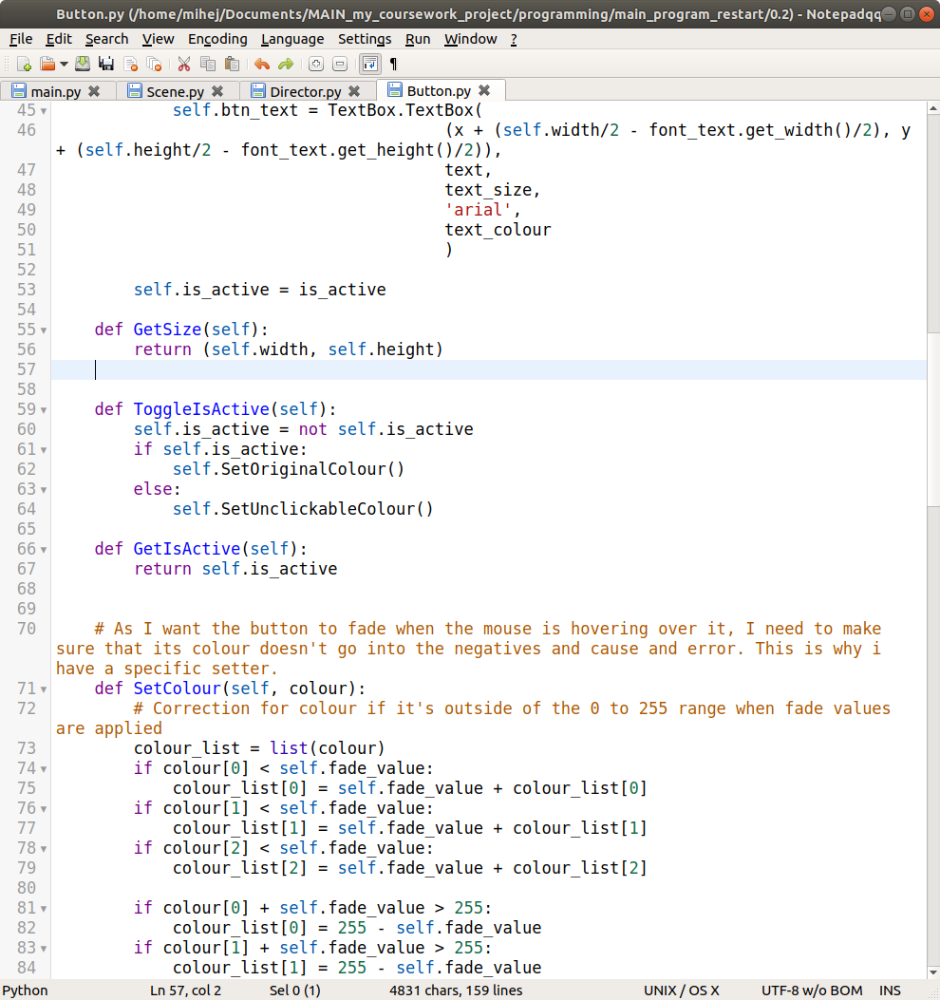 Button.py (/home/mihej/Documents/MAIN_my_coursework_project/programming/main_program_restart/0.2) - Notepadqq
File Edit Search View Encoding Language Settings Run Window ?
main.py Scene.py Director.py Button.py
45 self.btn_text = TextBox.TextBox(
46 (x + (self.width/2 - font_text.get_width()/2), y
+ (self.height/2 - font_text.get_height()/2)),
47 text,
48 text_size,
49 'arial',
50 text_colour
51 )
52
53 self.is_active = is_active
54
55 def GetSize(self):
56 return (self.width, self.height)
57
58
59 def ToggleIsActive(self):
60 self.is_active = not self.is_active
61 if self.is_active:
62 self.SetOriginalColour()
63 else:
64 self.SetUnclickableColour()
65
66 def GetIsActive(self):
67 return self.is_active
68
69
70 # As I want the button to fade when the mouse is hovering over it, I need to make
sure that its colour doesn't go into the negatives and cause and error. This is why i
have a specific setter.
71 def SetColour(self, colour):
72 # Correction for colour if it's outside of the 0 to 255 range when fade values
are applied
73 colour_list = list(colour)
74 if colour[0] < self.fade_value:
75 colour_list[0] = self.fade_value + colour_list[0]
76 if colour[1] < self.fade_value:
77 colour_list[1] = self.fade_value + colour_list[1]
78 if colour[2] < self.fade_value:
79 colour_list[2] = self.fade_value + colour_list[2]
80
81 if colour[0] + self.fade_value > 255:
82 colour_list[0] = 255 - self.fade_value
83 if colour[1] + self.fade_value > 255:
84 colour_list[1] = 255 - self.fade_value
Python Ln 57, col 2 Sel 0 (1) 4831 chars, 159 lines UNIX / OS X UTF-8 w/o BOM INS